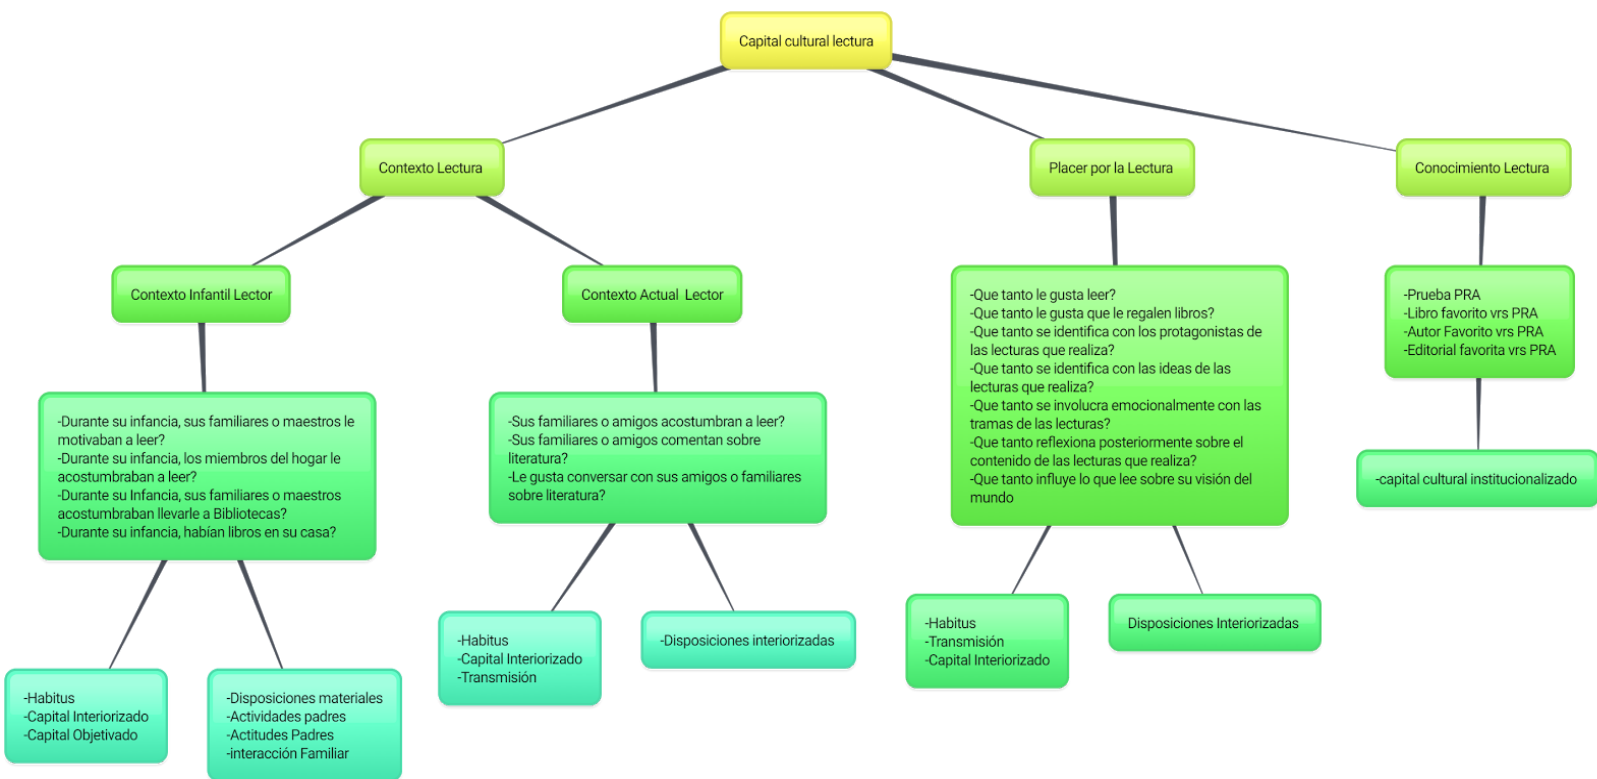 Capital cultural lectura
Contexto Lectura
Placer por la Lectura
Conocimiento Lectura
Contexto Infantil Lector
Contexto Actual  Lector
-Que tanto le gusta leer?
-Que tanto le gusta que le regalen libros?
-Que tanto se identifica con los protagonistas de
las lecturas que realiza?
-Que tanto se identifica con las ideas de las
lecturas que realiza?
-Que tanto se involucra emocionalmente con las
tramas de las lecturas?
-Que tanto reflexiona posteriormente sobre el
contenido de las lecturas que realiza?
-Que tanto influye lo que lee sobre su visión del
mundo
-Prueba PRA
-Libro favorito vrs PRA
-Autor Favorito vrs PRA
-Editorial favorita vrs PRA
-Durante su infancia, sus familiares o maestros le
motivaban a leer?
-Durante su infancia, los miembros del hogar le
acostumbraban a leer?
-Durante su Infancia, sus familiares o maestros
acostumbraban llevarle a Bibliotecas?
-Durante su infancia, habían libros en su casa?
-Sus familiares o amigos acostumbran a leer?
-Sus familiares o amigos comentan sobre
literatura?
-Le gusta conversar con sus amigos o familiares
sobre literatura?
-capital cultural institucionalizado
-Habitus
-Capital Interiorizado
-Capital Objetivado
-Disposiciones materiales
-Actividades padres
-Actitudes Padres
-interacción Familiar
-Habitus
-Capital Interiorizado
-Transmisión
-Disposiciones interiorizadas
-Habitus
-Transmisión
-Capital Interiorizado
Disposiciones Interiorizadas